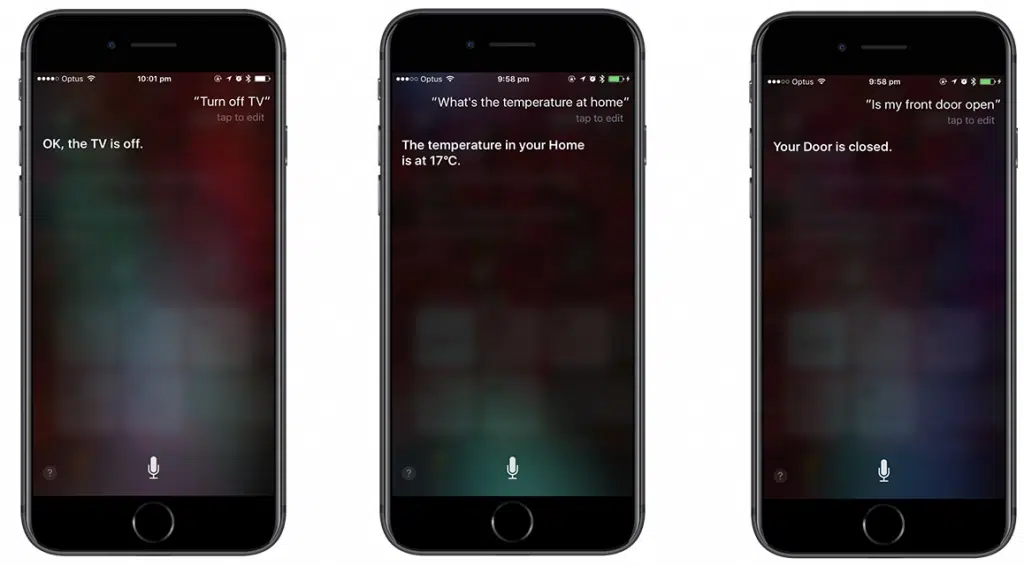 Optus 10:01 pm
“Turn off TV”
tap to edit
OK, the TV is off.
?
Optus 9:58 pm
“What's the temperature at home”
tap to edit
The temperature in your Home
is at 17°C.
?
Optus 9:58 pm
“Is my front door open”
tap to edit
Your Door is closed.
?